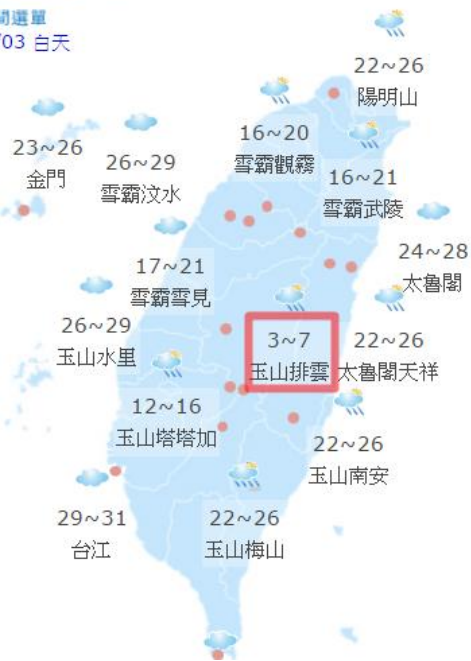 間選單
/03 白天
22~26
陽明山
16~20
雪霸觀霧
23~26
金門
26~29
雪霸汶水
16~21
雪霸武陵
24~28
太魯閣
17~21
雪霸雪見
26~29
玉山水里
3~7
玉山排雲
22~26
太魯閣天祥
12~16
玉山塔塔加
22~26
玉山南安
29~31
台江
22~26
玉山梅山